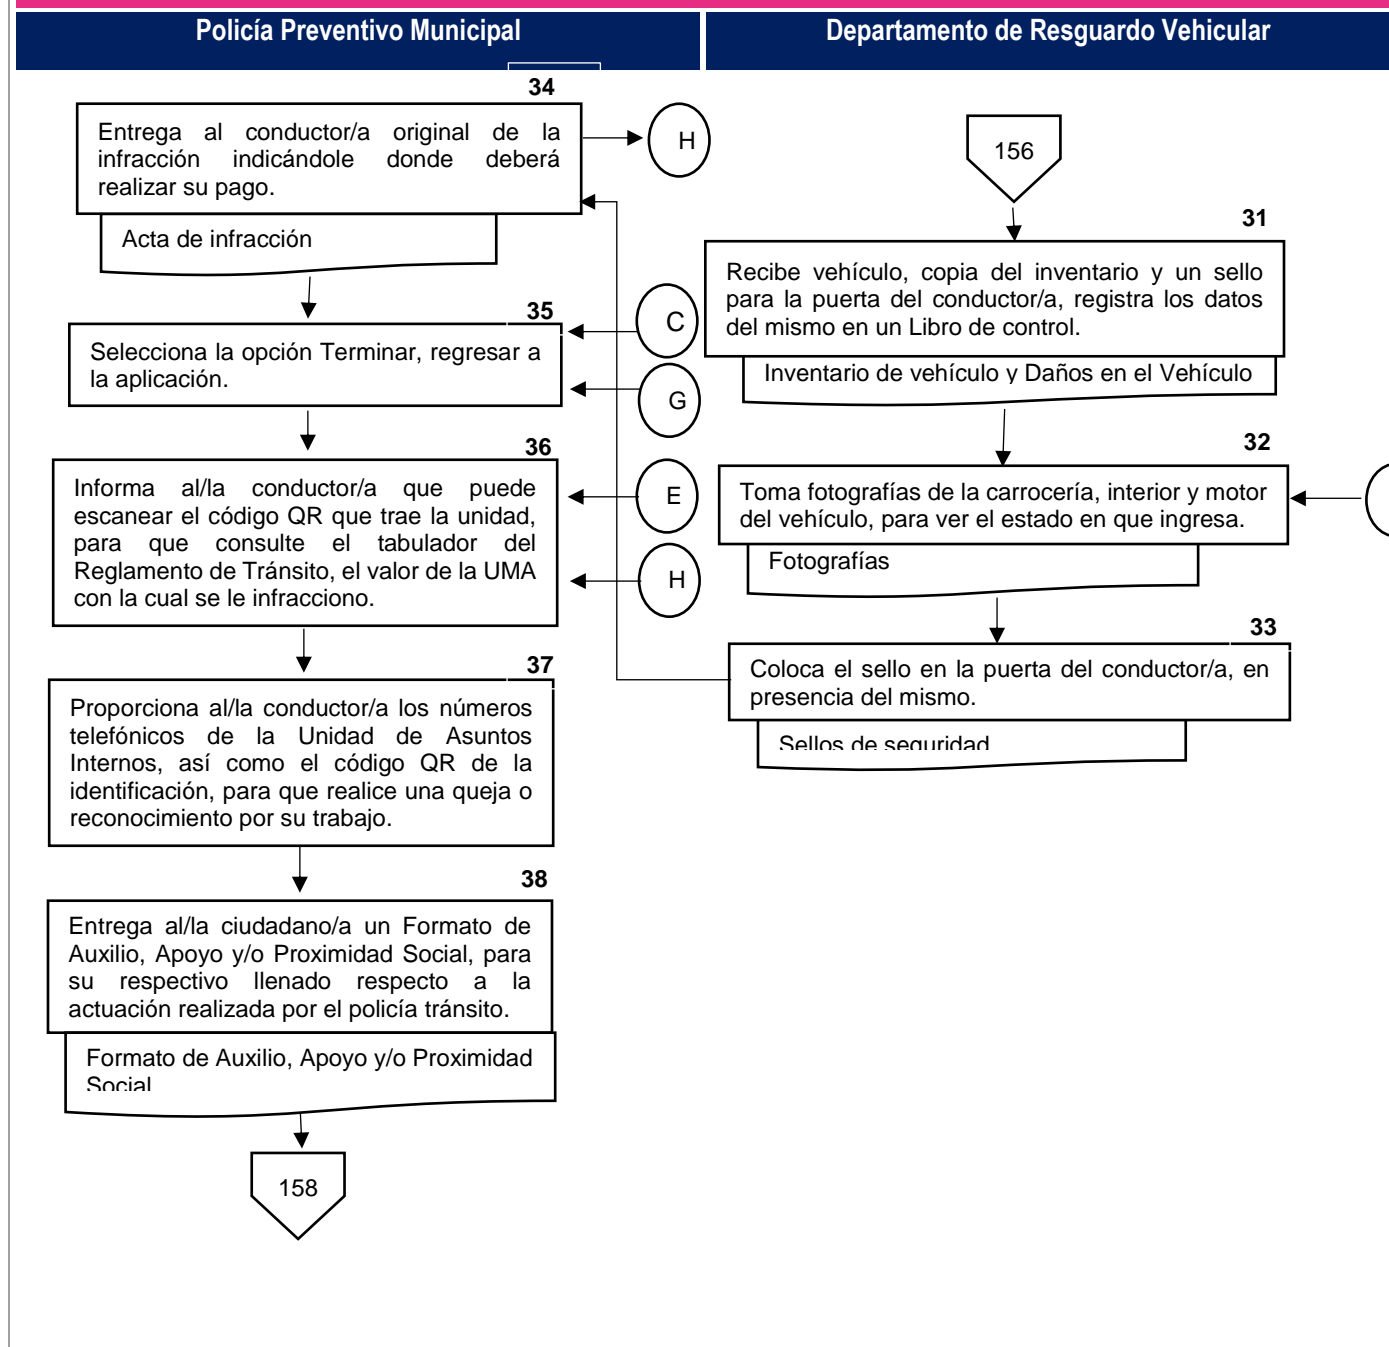 Policía Preventivo Municipal
Departamento de Resguardo Vehicular
34
Entrega al conductor/a original de la
infracción indicándole donde deberá
realizar su pago.
H
Acta de infracción
35
Selecciona la opción Terminar, regresar a
la aplicación.
C
G
36
Informa al/la conductor/a que puede
escanear el código QR que trae la unidad,
para que consulte el tabulador del
Reglamento de Tránsito, el valor de la UMA
con la cual se le infracciono.
E
H
37
Proporciona al/la conductor/a los números
telefónicos de la Unidad de Asuntos
Internos, así como el código QR de la
identificación, para que realice una queja o
reconocimiento por su trabajo.
38
Entrega al/la ciudadano/a un Formato de
Auxilio, Apoyo y/o Proximidad Social, para
su respectivo llenado respecto a la
actuación realizada por el policía tránsito.
Formato de Auxilio, Apoyo y/o Proximidad
Social
158
156
31
Recibe vehículo, copia del inventario y un sello
para la puerta del conductor/a, registra los datos
del mismo en un Libro de control.
Inventario de vehículo y Daños en el Vehículo
32
Toma fotografías de la carrocería, interior y motor
del vehículo, para ver el estado en que ingresa.
Fotografías
33
Coloca el sello en la puerta del conductor/a, en
presencia del mismo.
Sellos de seguridad